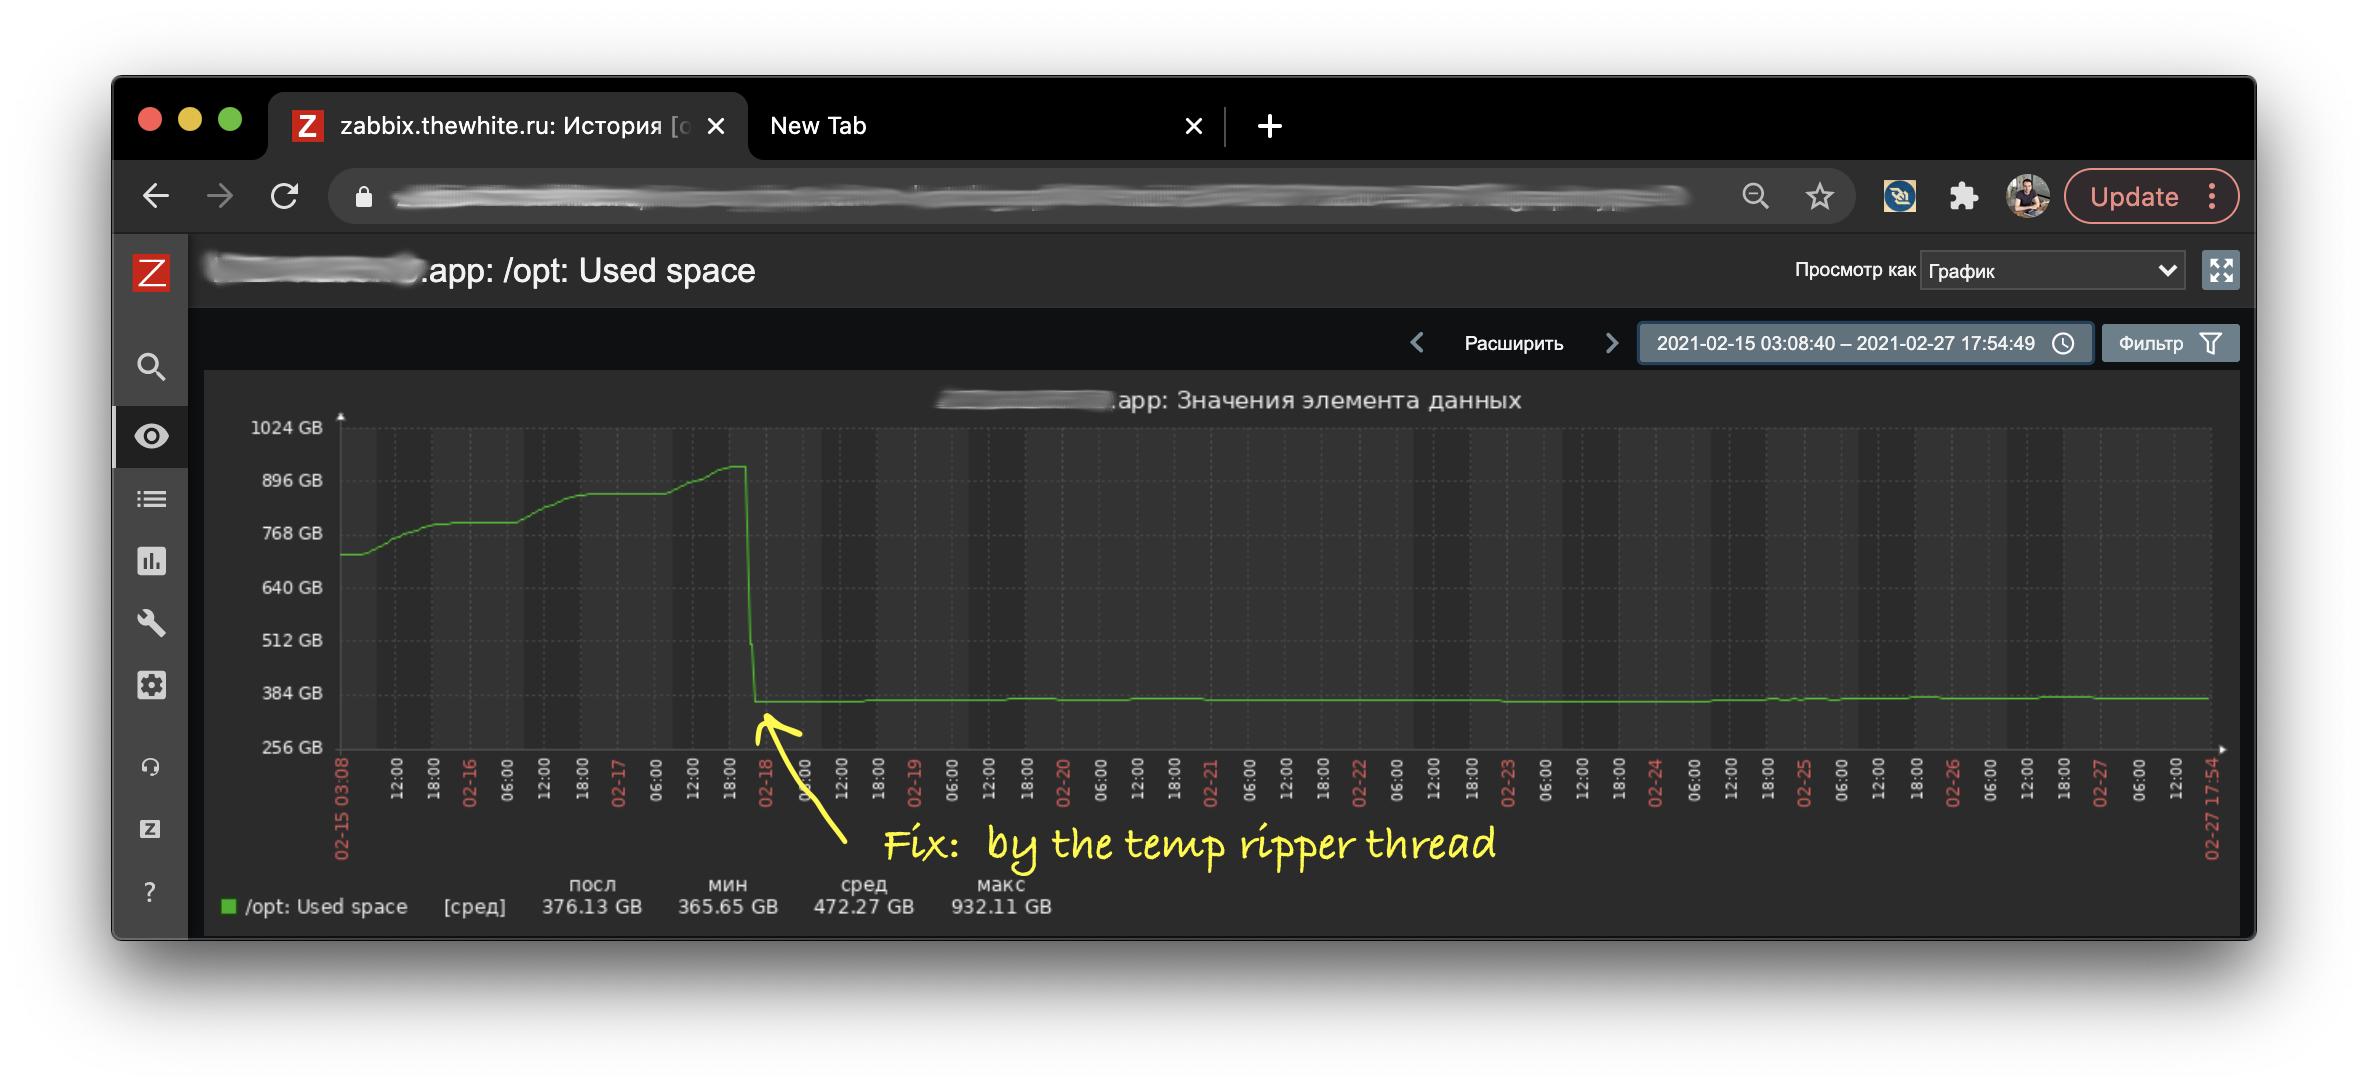 zabbix.thewhite.ru: История [
New Tab
Update
.app: /opt: Used space
Просмотр как График
Расширить 2021-02-15 03:08:40 – 2021-02-27 17:54:49 Фильтр
.app: Значения элемента данных
1024 GB
896 GB
768 GB
640 GB
512 GB
384 GB
256 GB
02-15 03:08 12:00 18:00 02-16 06:00 12:00 18:00 02-17 06:00 12:00 18:00 02-18 06:00 12:00 18:00 02-19 06:00 12:00 18:00 02-20 06:00 12:00 18:00 02-21 06:00 12:00 18:00 02-22 06:00 12:00 18:00 02-23 06:00 12:00 18:00 02-24 06:00 12:00 18:00 02-25 06:00 12:00 18:00 02-26 06:00 12:00 18:00 02-27 06:00 12:00 02-27 17:54
Fix: by the temp ripper thread
посл мин сред макс
/opt: Used space [сред] 376.13 GB 365.65 GB 472.27 GB 932.11 GB